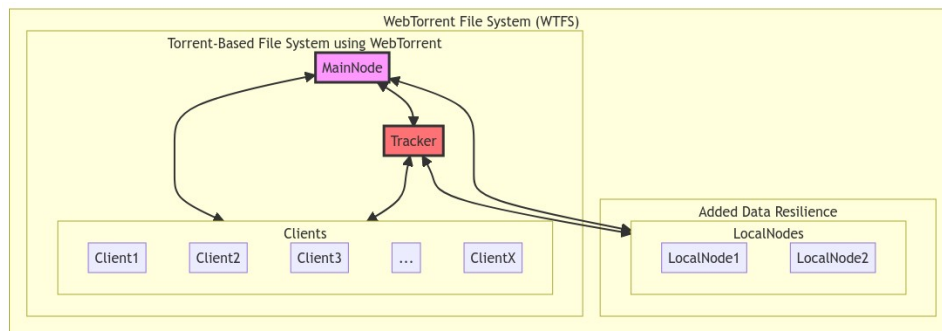 WebTorrent File System (WTFS)
Torrent-Based File System using WebTorrent
MainNode
Tracker
Added Data Resilience
Clients
LocalNodes
Client1
Client2
Client3
...
ClientX
LocalNode1
LocalNode2